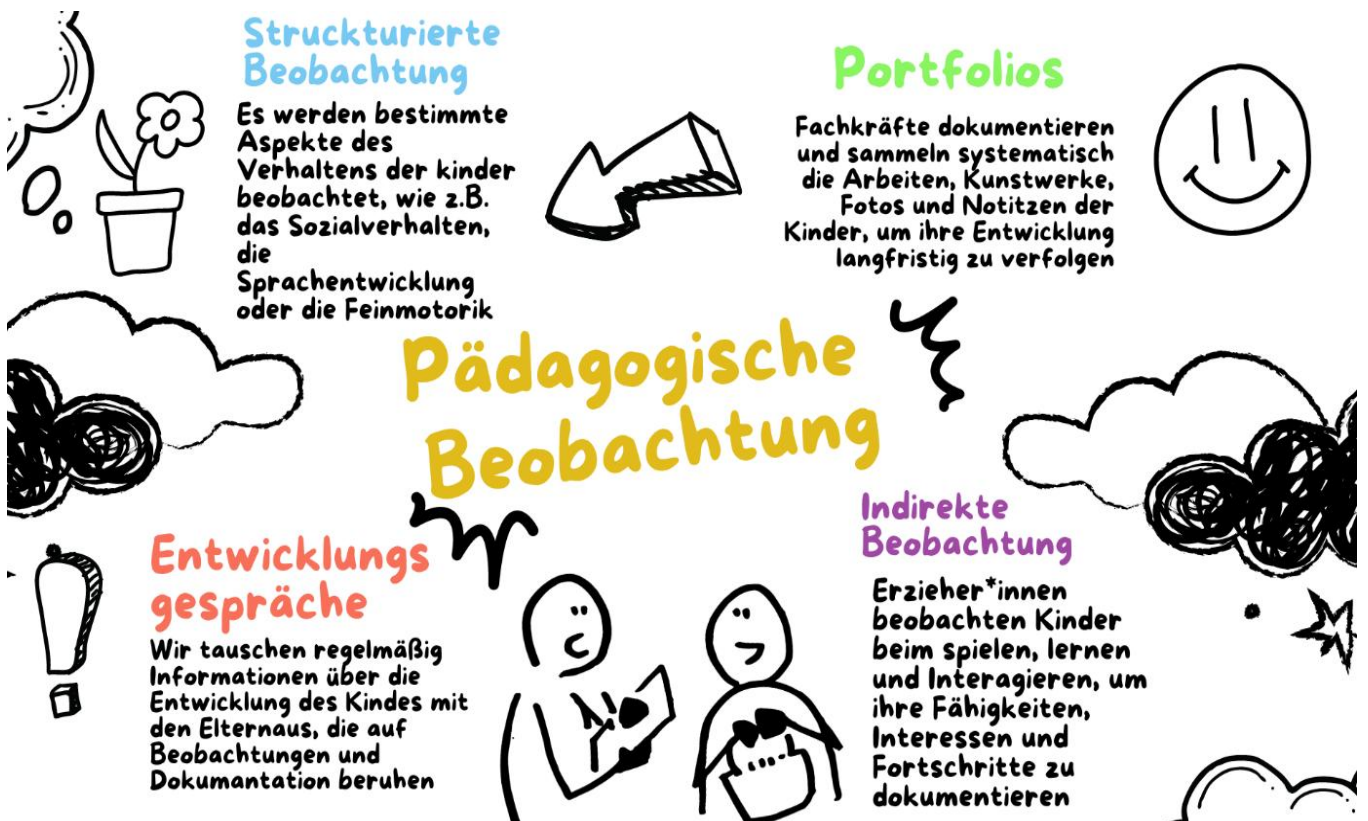 Struckturierte
Beobachtung
Es werden bestimmte
Aspekte des
Verhaltens der kinder
beobachtet, wie z.B.
das Sozialverhalten,
die
Sprachentwicklung
oder die Feinmotorik
Portfolios
Fachkräfte dokumentieren
und sammeln systematisch
die Arbeiten, Kunstwerke,
Fotos und Notitzen der
Kinder, um ihre Entwicklung
langfristig zu verfolgen
Pädagogische
Beobachtung
Entwicklungs
gespräche
Wir tauschen regelmäßig
Informationen über die
Entwicklung des Kindes mit
den Elternaus, die auf
Beobachtungen und
Dokumantation beruhen
Indirekte
Beobachtung
Erzieher*innen
beobachten Kinder
beim spielen, lernen
und Interagieren, um
ihre Fähigkeiten,
Interessen und
Fortschritte zu
dokumentieren